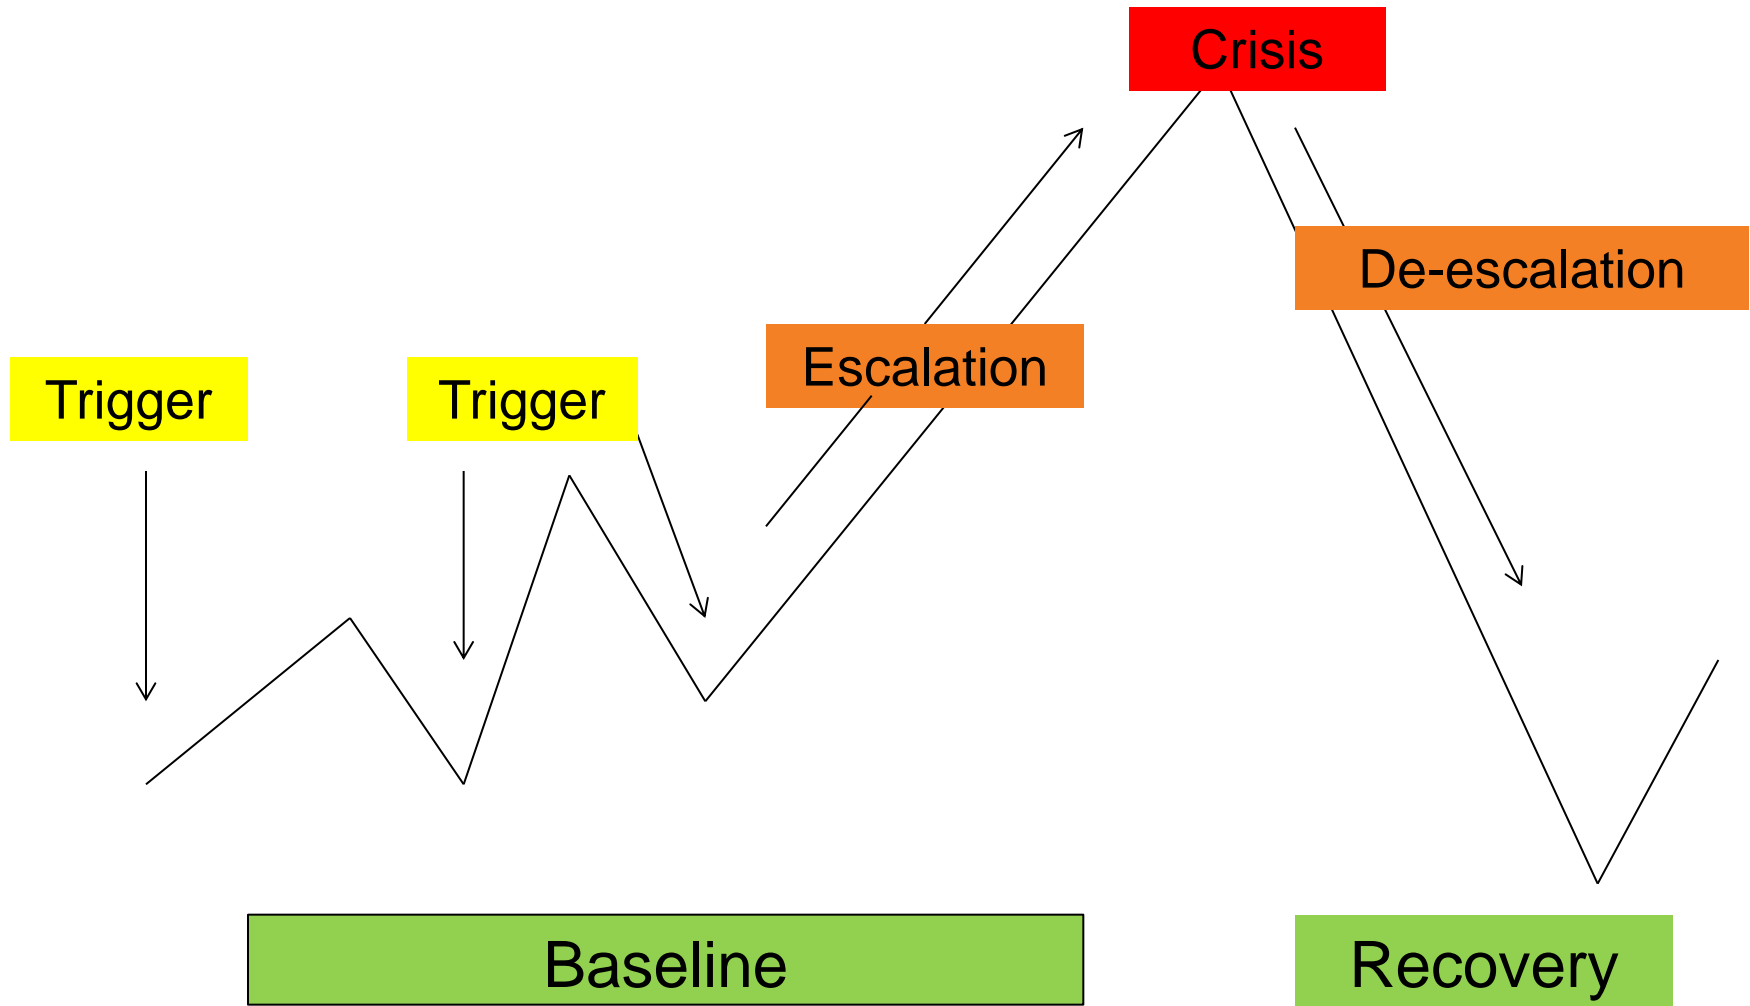 Crisis
De-escalation
Escalation
Trigger
Trigger
Baseline
Recovery